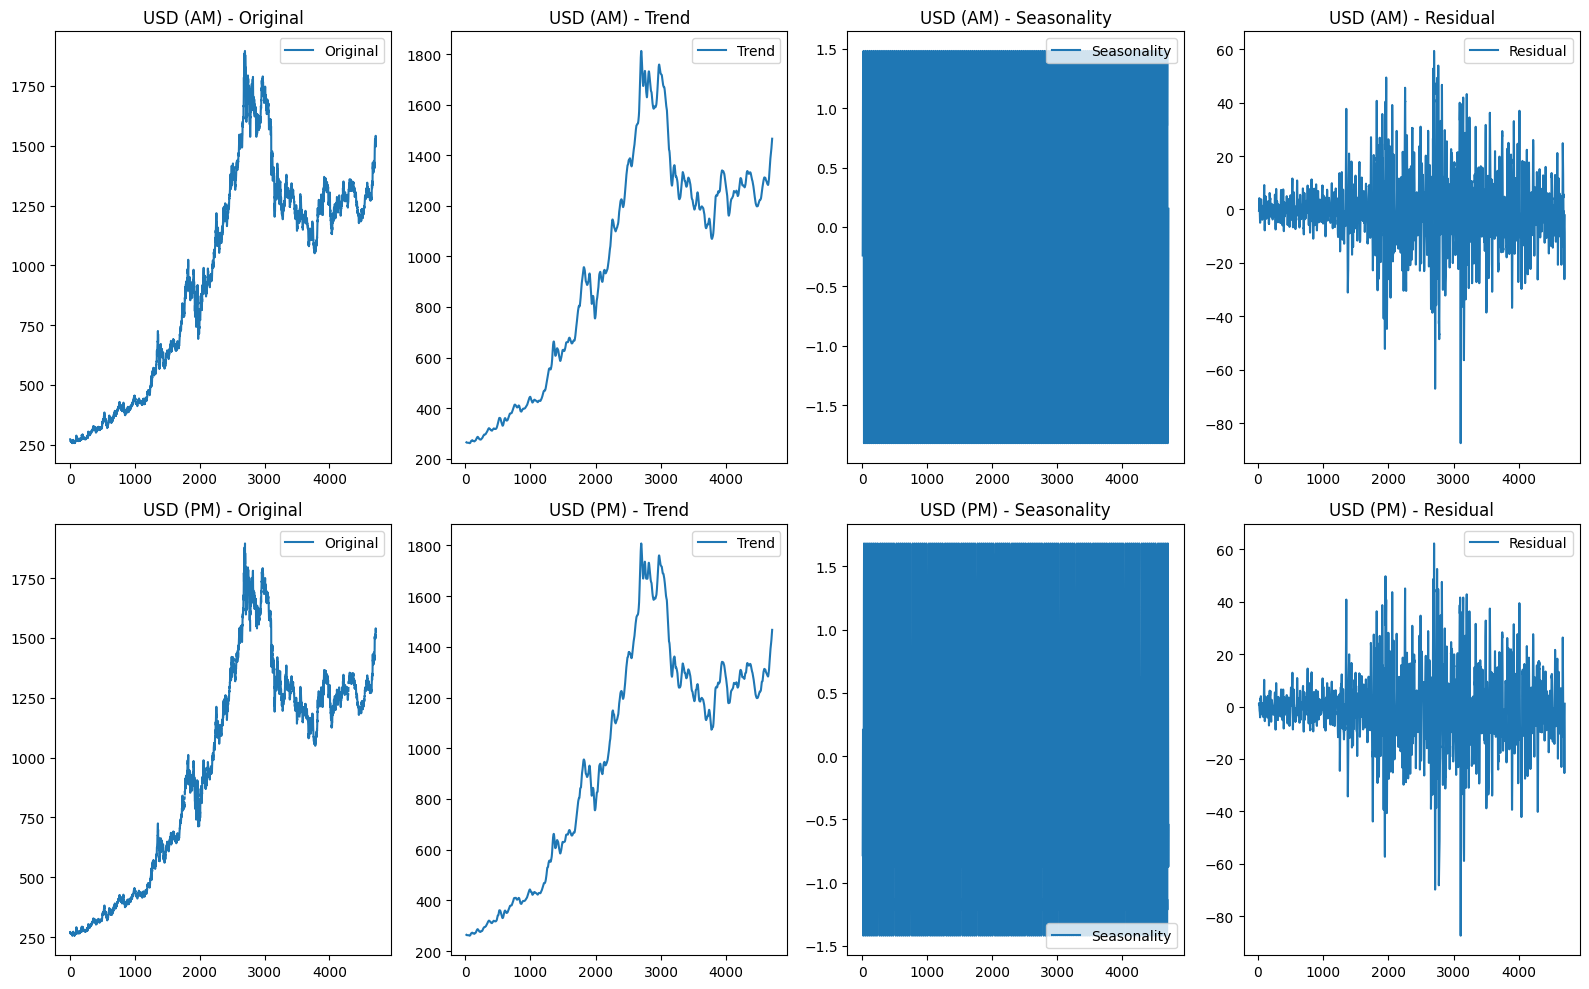 USD (AM) - Original
USD (AM) - Trend
USD (AM) - Seasonality
USD (AM) - Residual
Original
1750
1500
1250
1000
750
500
250
0 1000 2000 3000 4000
Trend
1800
1600
1400
1200
1000
800
600
400
200
0 1000 2000 3000 4000
Seasonality
1.5
1.0
0.5
0.0
−0.5
−1.0
−1.5
0 1000 2000 3000 4000
Residual
60
40
20
0
−20
−40
−60
−80
0 1000 2000 3000 4000
USD (PM) - Original
USD (PM) - Trend
USD (PM) - Seasonality
USD (PM) - Residual
Original
1750
1500
1250
1000
750
500
250
0 1000 2000 3000 4000
Trend
1800
1600
1400
1200
1000
800
600
400
200
0 1000 2000 3000 4000
1.5
1.0
0.5
0.0
−0.5
−1.0
−1.5
Seasonality
0 1000 2000 3000 4000
Residual
60
40
20
0
−20
−40
−60
−80
0 1000 2000 3000 4000